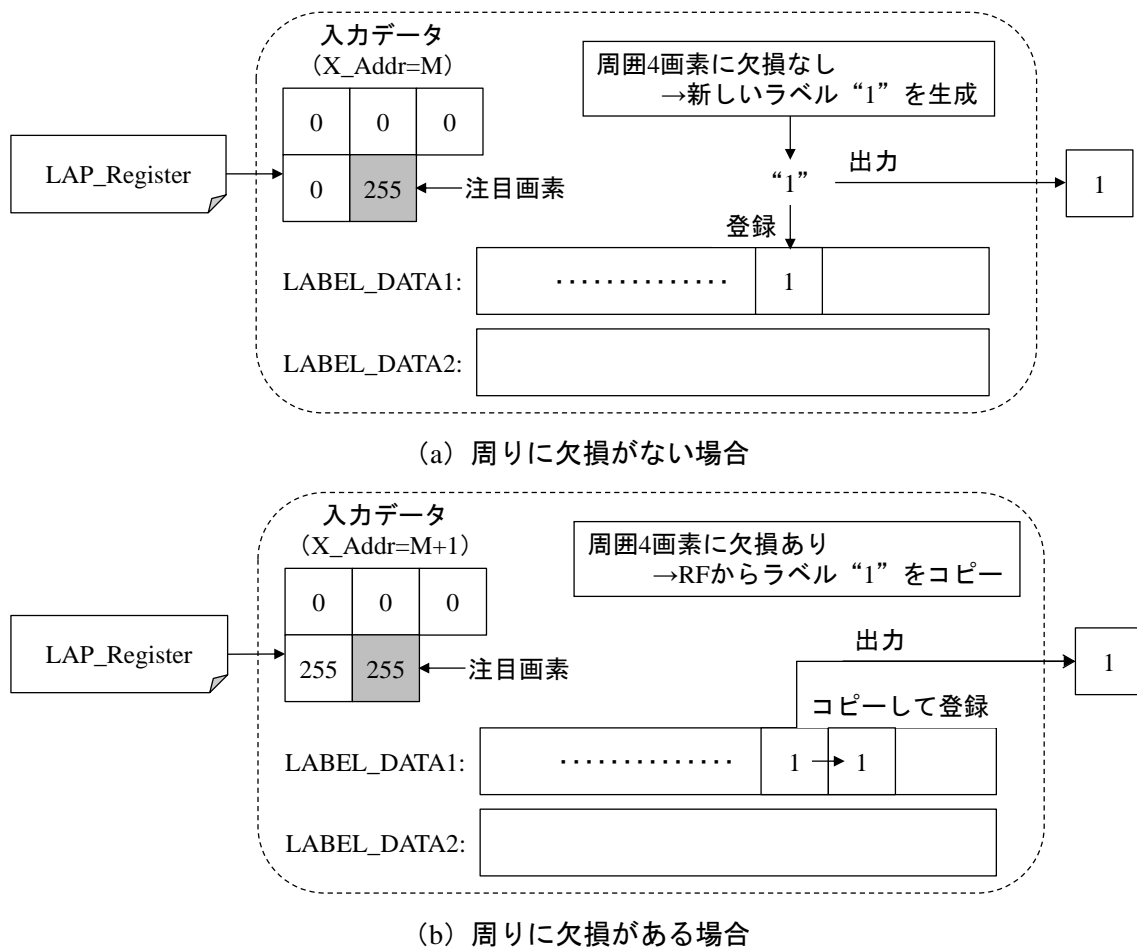 入力データ
（X_Addr=M）
周囲4画素に欠損なし
→新しいラベル“1”を生成
0 0 0
LAP_Register
0 255
注目画素
“1”
出力
1
登録
LABEL_DATA1:
·············· 1
LABEL_DATA2:
（a）周りに欠損がない場合
入力データ
（X_Addr=M+1）
周囲4画素に欠損あり
→RFからラベル“1”をコピー
0 0 0
LAP_Register
255 255
注目画素
出力
1
コピーして登録
LABEL_DATA1:
·············· 1 → 1
LABEL_DATA2:
（b）周りに欠損がある場合